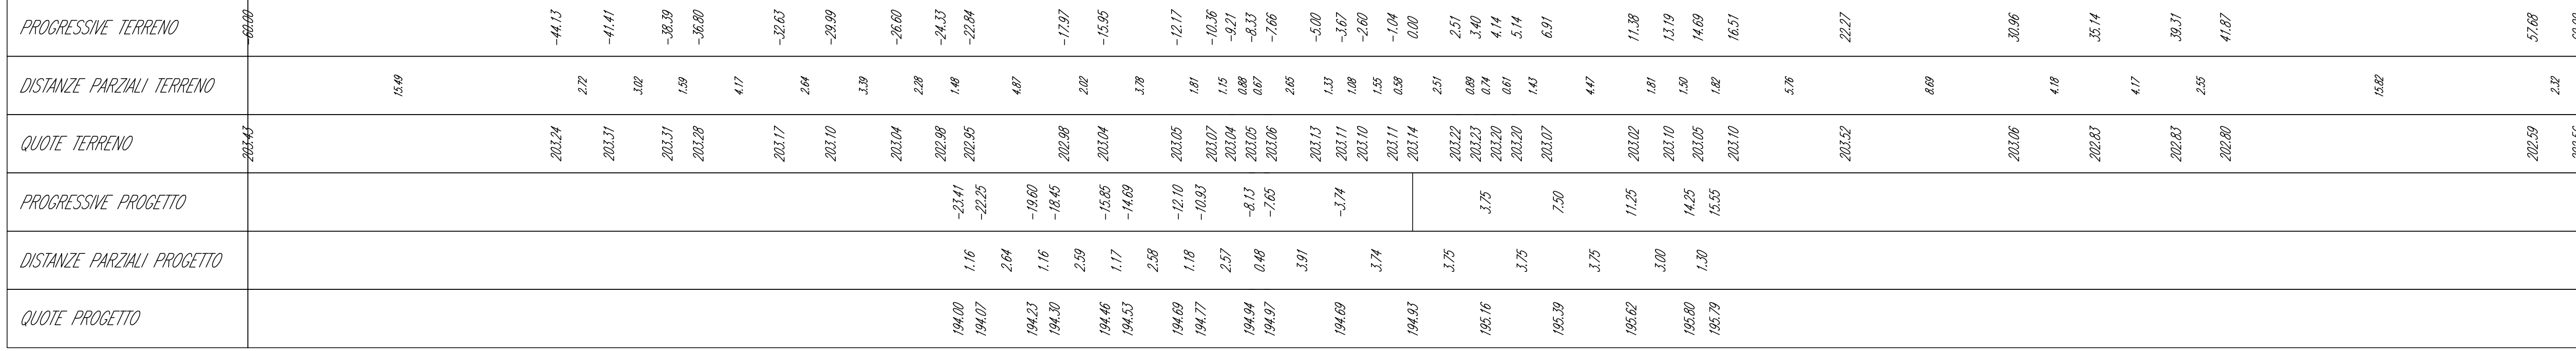 PROGRESSIVE TERRENO -60.00 -44.13 -41.41 -38.39 -36.80 -32.63 -29.99 -26.60 -24.33 -22.84 -17.97 -15.95 -12.17 -10.36 -9.21 -8.33 -7.66 -5.00 -3.67 -2.60 -1.04 0.00 2.51 3.40 4.14 5.14 6.91 11.38 13.19 14.69 16.51 22.27 30.96 35.14 39.31 41.87 57.68
DISTANZE PARZIALI TERRENO 15.49 2.72 3.02 1.59 4.17 2.64 3.39 2.28 1.48 4.87 2.02 3.78 1.81 1.15 0.88 0.67 2.65 1.33 1.08 1.55 0.58 2.51 0.89 0.74 0.61 1.43 4.47 1.81 1.50 1.82 5.76 8.69 4.18 4.17 2.55 15.82 2.32
QUOTE TERRENO 203.43 203.24 203.31 203.31 203.28 203.17 203.10 203.04 202.98 202.95 202.98 203.04 203.05 203.07 203.04 203.05 203.06 203.13 203.11 203.10 203.11 203.14 203.22 203.23 203.20 203.20 203.07 203.02 203.10 203.05 203.10 203.52 203.06 202.83 202.83 202.80 202.59
PROGRESSIVE PROGETTO -23.41 -22.25 -19.60 -18.45 -15.85 -14.69 -12.10 -10.93 -8.13 -7.65 -3.74 3.75 7.50 11.25 14.25 15.55
DISTANZE PARZIALI PROGETTO 1.16 2.64 1.16 2.59 1.17 2.58 1.18 2.57 0.48 3.91 3.74 3.75 3.75 3.75 3.00 1.30
QUOTE PROGETTO 194.00 194.07 194.23 194.30 194.46 194.53 194.69 194.77 194.94 194.97 194.69 194.93 195.16 195.39 195.62 195.80 195.79